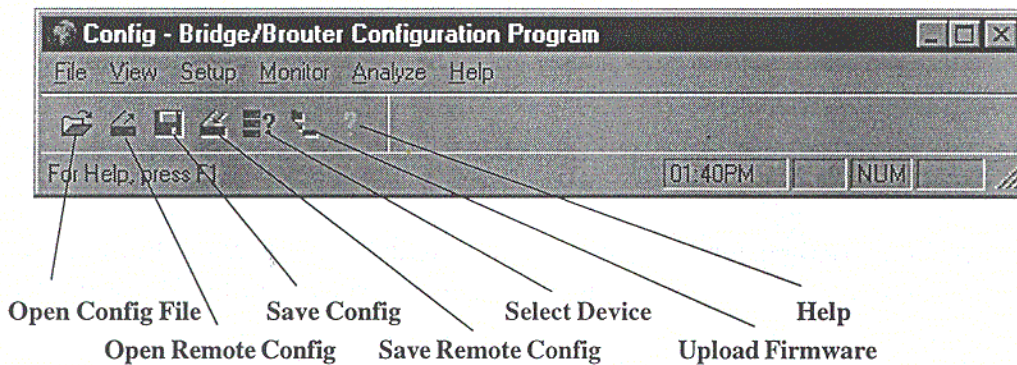 Config - Bridge/Brouter Configuration Program
File View Setup Monitor Analyze Help
For Help, press F1
01:40PM
NUM
Open Config File Save Config Select Device Help
Open Remote Config Save Remote Config Upload Firmware